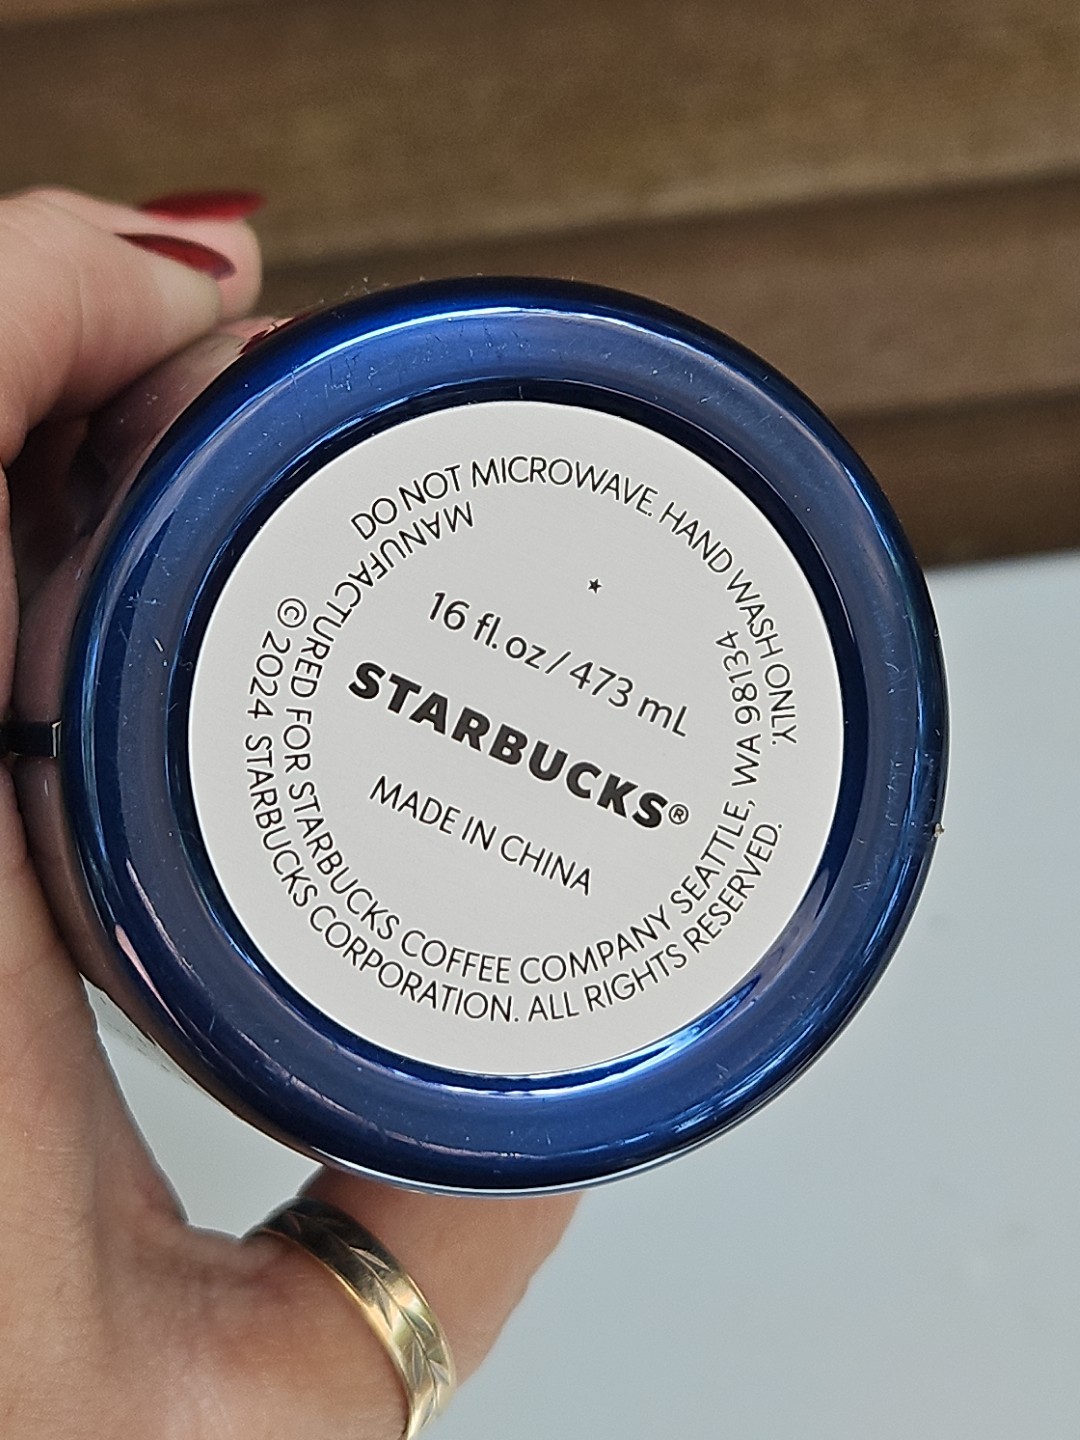 DO NOT MICROWAVE. HAND WASH ONLY.
16 fl. oz / 473 mL
STARBUCKS®
MADE IN CHINA
MANUFACTURED FOR STARBUCKS COFFEE COMPANY SEATTLE, WA 98134
© 2024 STARBUCKS CORPORATION. ALL RIGHTS RESERVED.